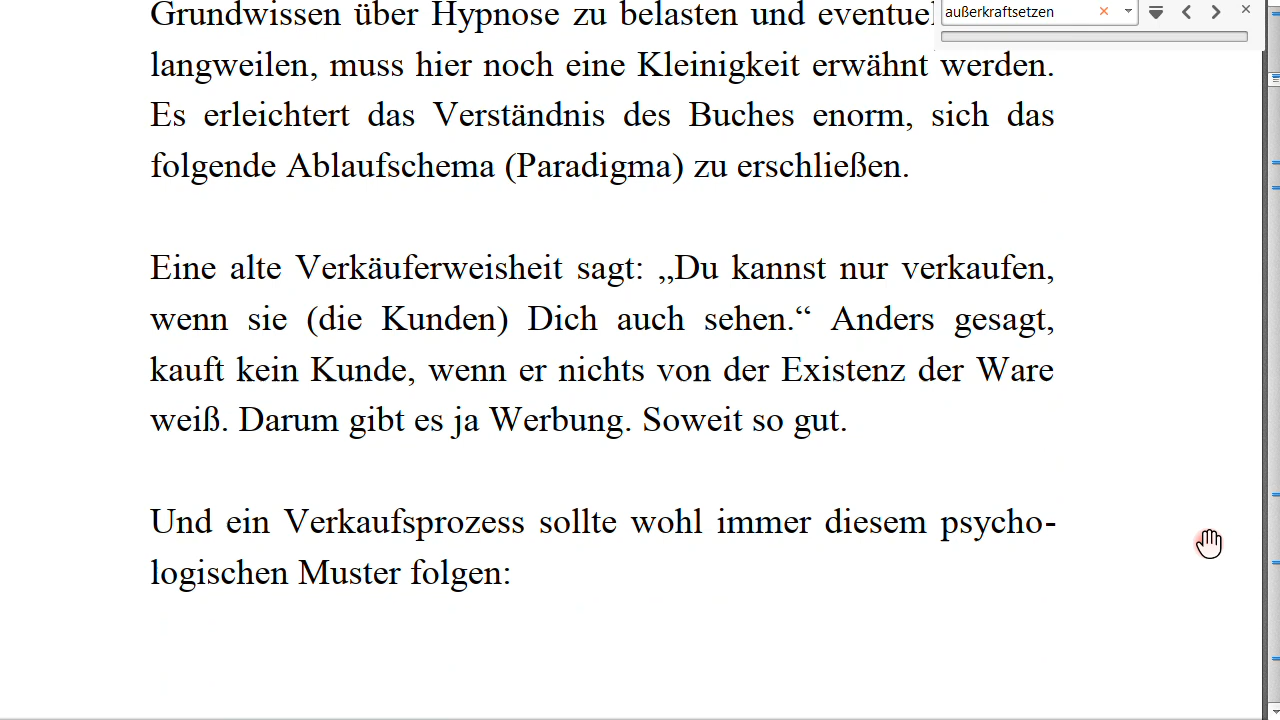 Grundwissen über Hypnose zu belasten und
außerkraftsetzen
langweilen, muss hier noch eine Kleinigkeit erwähnt werden.
Es erleichtert das Verständnis des Buches enorm, sich das
folgende Ablaufschema (Paradigma) zu erschließen.
Eine alte Verkäuferweisheit sagt: „Du kannst nur verkaufen,
wenn sie (die Kunden) Dich auch sehen.“ Anders gesagt,
kauft kein Kunde, wenn er nichts von der Existenz der Ware
weiß. Darum gibt es ja Werbung. Soweit so gut.
Und ein Verkaufsprozess sollte wohl immer diesem psycho-
logischen Muster folgen: